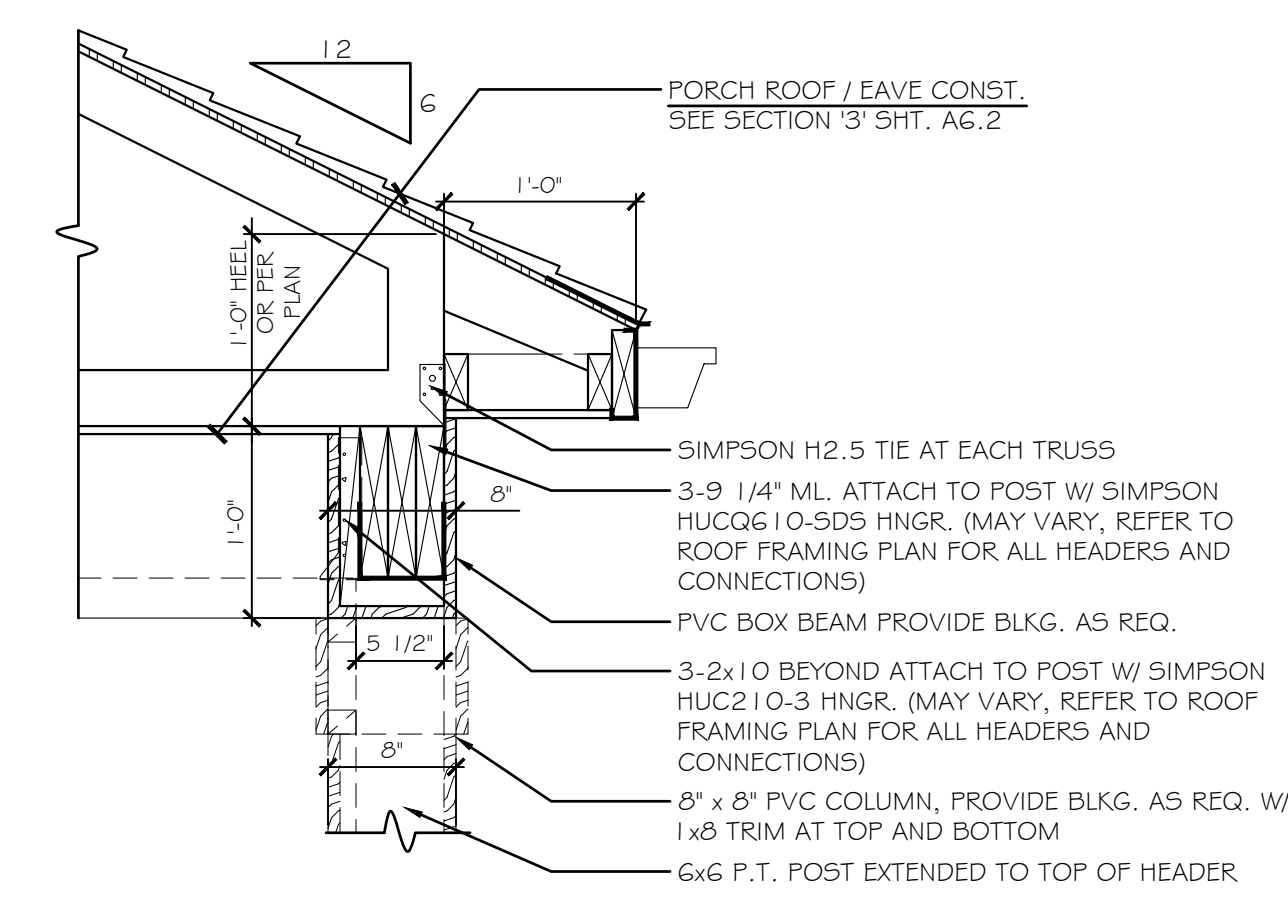 12
6
PORCH ROOF / EAVE CONST.
SEE SECTION '3' SHT. A6.2
1'-0"
1'-0" HEEL
OR PER
PLAN
SIMPSON H2.5 TIE AT EACH TRUSS
3-9 1/4" ML. ATTACH TO POST W/ SIMPSON
HUCQ610-SDS HNGR. (MAY VARY, REFER TO
ROOF FRAMING PLAN FOR ALL HEADERS AND
CONNECTIONS)
8"
1'-0"
PVC BOX BEAM PROVIDE BLKG. AS REQ.
5 1/2"
3-2x10 BEYOND ATTACH TO POST W/ SIMPSON
HUC210-3 HNGR. (MAY VARY, REFER TO ROOF
FRAMING PLAN FOR ALL HEADERS AND
CONNECTIONS)
8"
8" x 8" PVC COLUMN, PROVIDE BLKG. AS REQ. W/
1x8 TRIM AT TOP AND BOTTOM
6x6 P.T. POST EXTENDED TO TOP OF HEADER